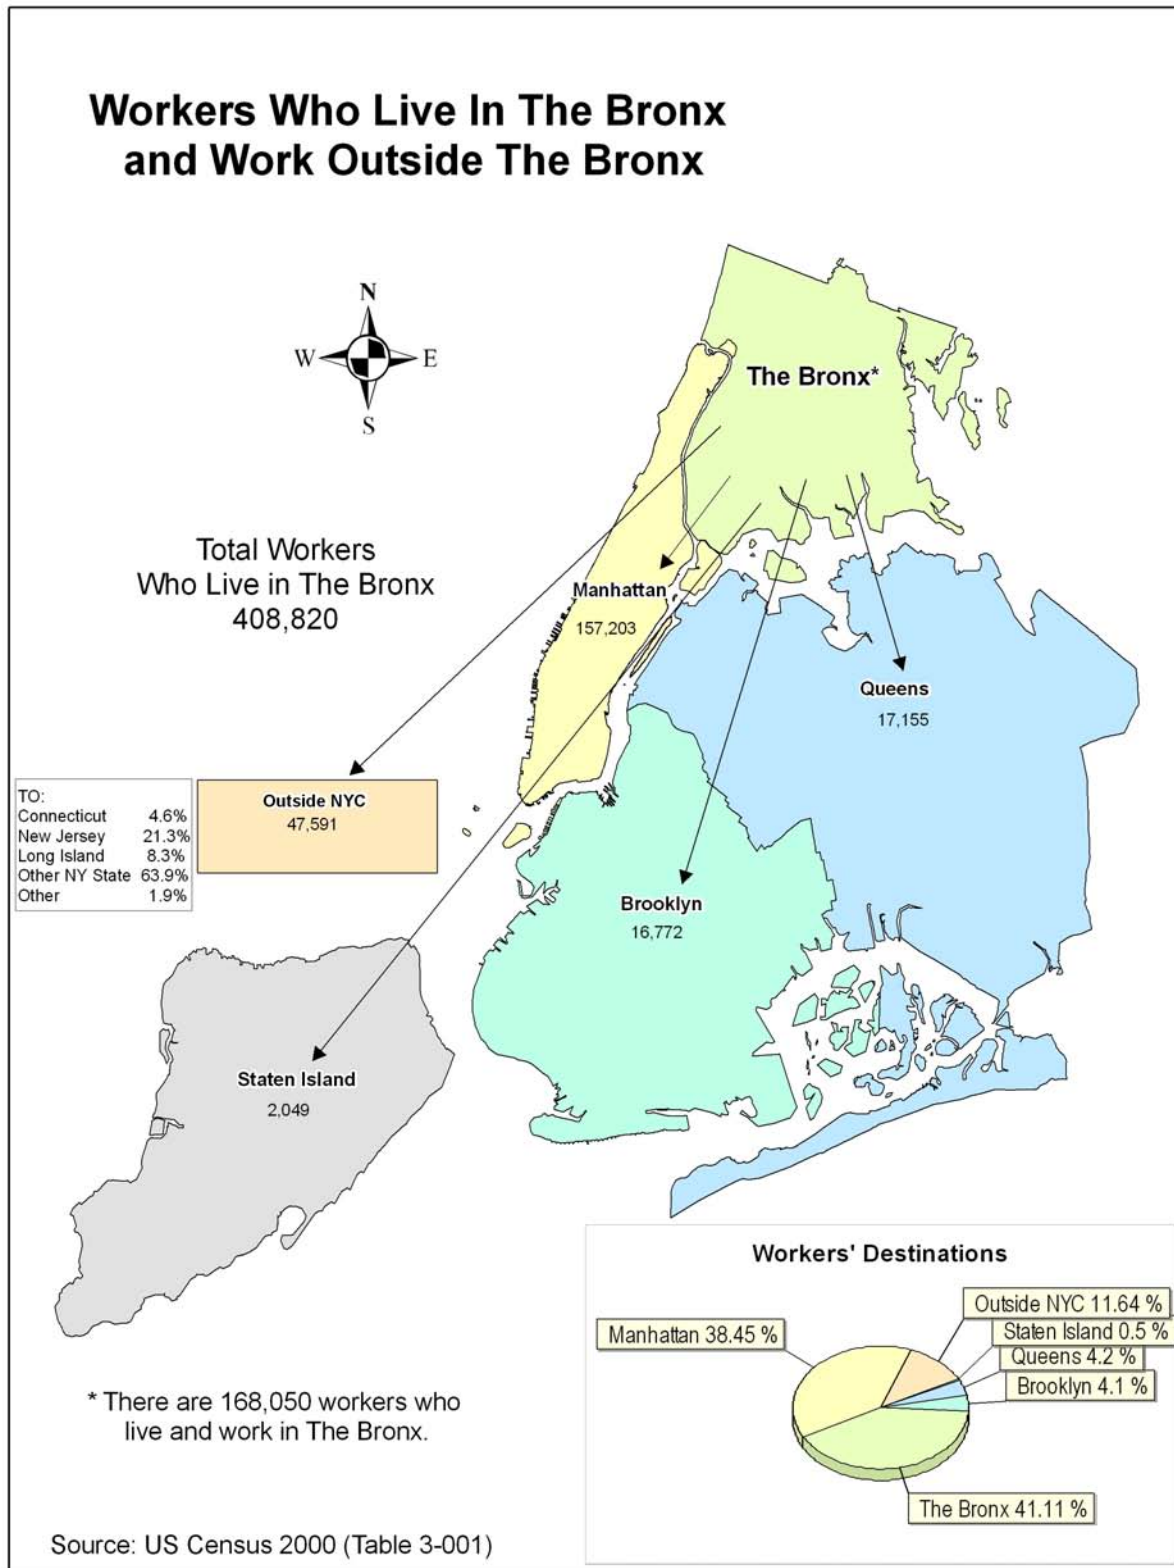 Workers Who Live In The Bronx
and Work Outside The Bronx
N
W E
S
The Bronx*
Total Workers
Who Live in The Bronx
408,820
Manhattan
157,203
Queens
17,155
TO:
Connecticut 4.6%
New Jersey 21.3%
Long Island 8.3%
Other NY State 63.9%
Other 1.9%
Outside NYC
47,591
Brooklyn
16,772
Staten Island
2,049
Workers' Destinations
Outside NYC 11.64 %
Manhattan 38.45 %
Staten Island 0.5 %
Queens 4.2 %
Brooklyn 4.1 %
The Bronx 41.11 %
* There are 168,050 workers who
live and work in The Bronx.
Source: US Census 2000 (Table 3-001)